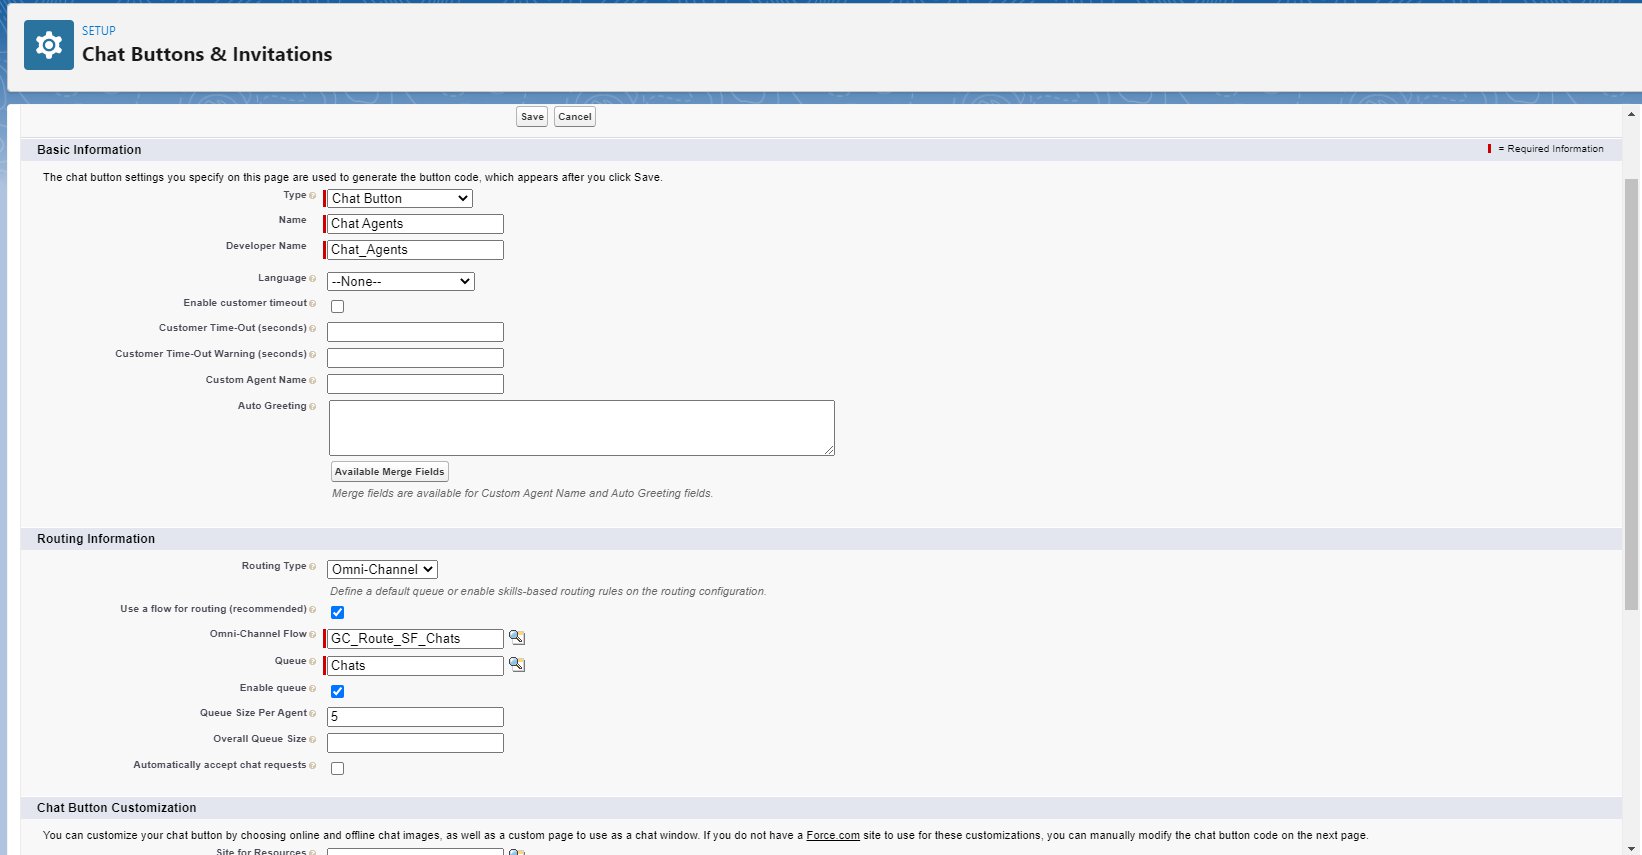 SETUP
Chat Buttons & Invitations
Save Cancel
Basic Information
= Required Information
The chat button settings you specify on this page are used to generate the button code, which appears after you click Save.
Type Chat Button
Name Chat Agents
Developer Name Chat_Agents
Language --None--
Enable customer timeout
Customer Time-Out (seconds)
Customer Time-Out Warning (seconds)
Custom Agent Name
Auto Greeting
Available Merge Fields
Merge fields are available for Custom Agent Name and Auto Greeting fields.
Routing Information
Routing Type Omni-Channel
Define a default queue or enable skills-based routing rules on the routing configuration.
Use a flow for routing (recommended)
Omni-Channel Flow GC_Route_SF_Chats
Queue Chats
Enable queue
Queue Size Per Agent 5
Overall Queue Size
Automatically accept chat requests
Chat Button Customization
You can customize your chat button by choosing online and offline chat images, as well as a custom page to use as a chat window. If you do not have a Force.com site to use for these customizations, you can manually modify the chat button code on the next page.
Site for Resources